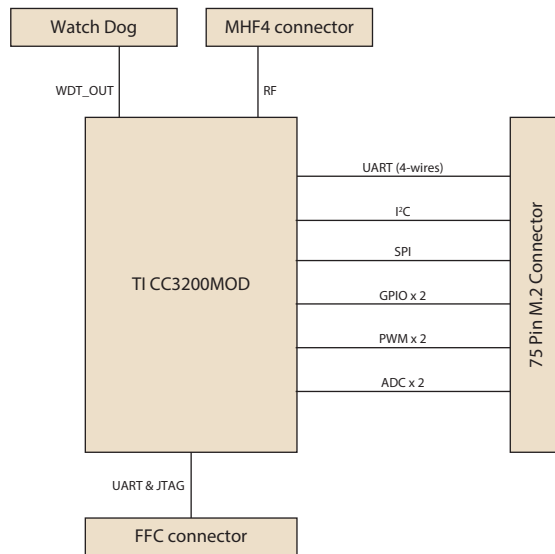 Watch Dog
MHF4 connector
WDT_OUT
RF
TI CC3200MOD
UART (4-wires)
I²C
SPI
GPIO x 2
PWM x 2
ADC x 2
75 Pin M.2 Connector
UART & JTAG
FFC connector